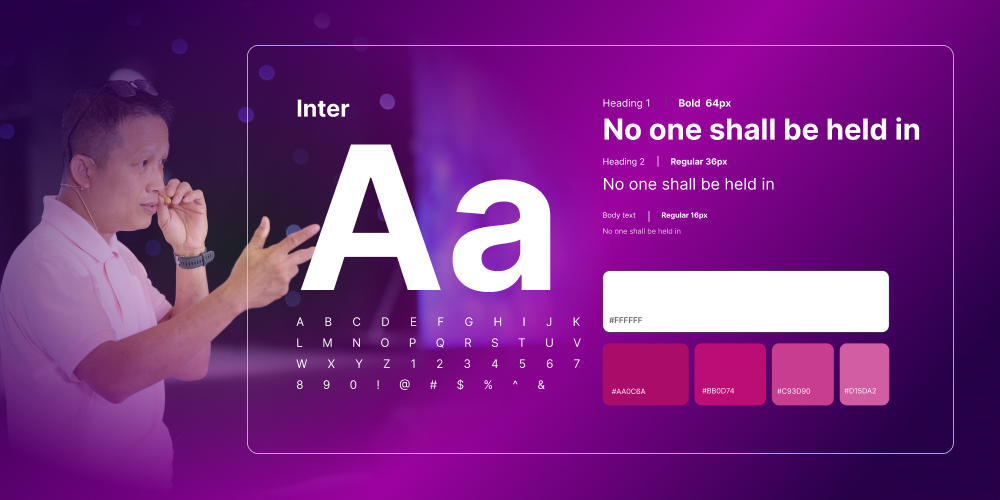 Inter
Aa
A B C D E F G H I J K
L M N O P Q R S T U V
W X Y Z 1 2 3 4 5 6 7
8 9 0 ! @ # $ % ^ &
Heading 1 | Bold 64px
No one shall be held in
Heading 2 | Regular 36px
No one shall be held in
Body text | Regular 16px
No one shall be held in
#FFFFFF
#AA0C6A #BB0D74 #C93D90 #D15DA2